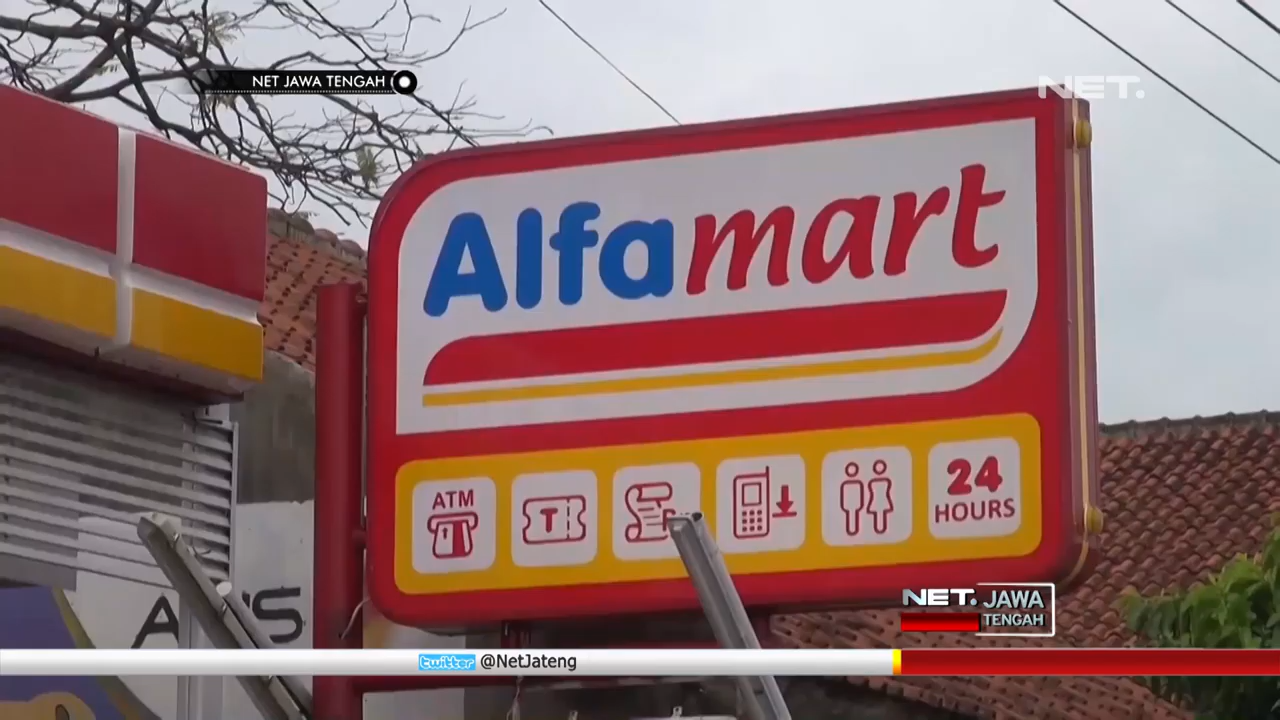 NET JAWA TENGAH
NET.
Alfamart
ATM
T
24
HOURS
NET. JAWA
TENGAH
twitter @NetJateng